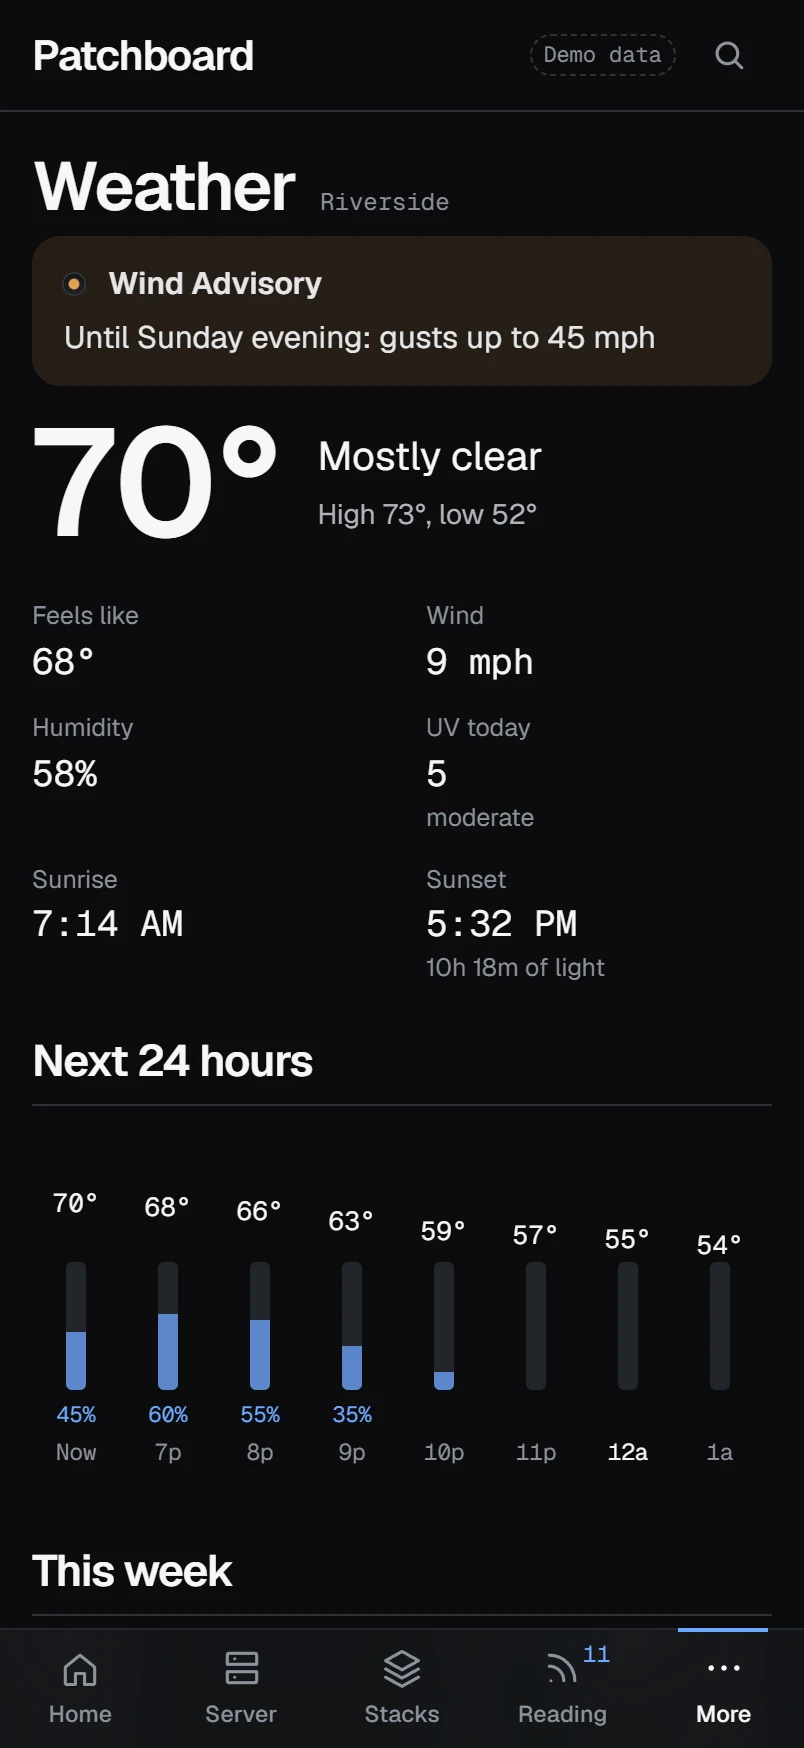 Patchboard
Demo data
Weather Riverside
Wind Advisory
Until Sunday evening: gusts up to 45 mph
70°
Mostly clear
High 73°, low 52°
Feels like
68°
Wind
9 mph
Humidity
58%
UV today
5
moderate
Sunrise
7:14 AM
Sunset
5:32 PM
10h 18m of light
Next 24 hours
70° 68° 66° 63° 59° 57° 55° 54°
45% 60% 55% 35%
Now 7p 8p 9p 10p 11p 12a 1a
This week
11
Home Server Stacks Reading More